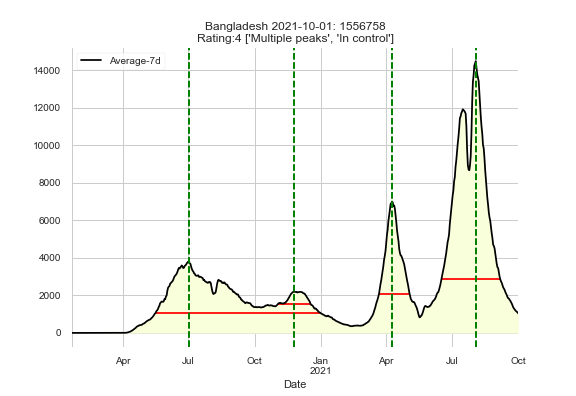 Bangladesh 2021-10-01: 1556758
Rating:4 ['Multiple peaks', 'In control']
Average-7d
14000
12000
10000
8000
6000
4000
2000
0
Apr Jul Oct Jan Apr Jul Oct
2021
Date